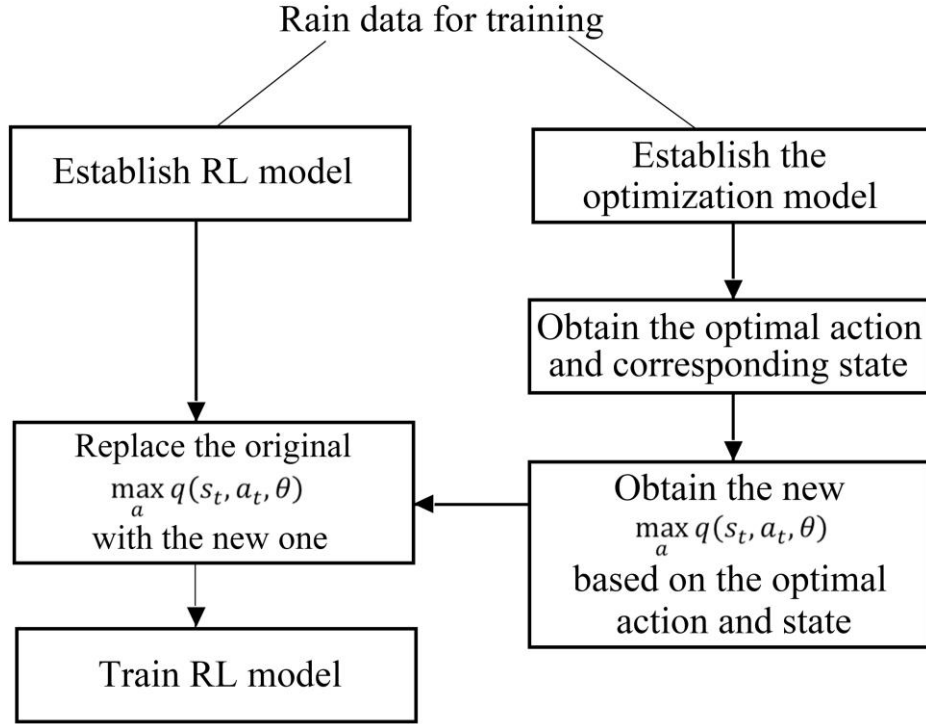 Rain data for training
Establish RL model
Establish the
optimization model
Obtain the optimal action
and corresponding state
Replace the original
max q(s_t, a_t, θ)
a
with the new one
Obtain the new
max q(s_t, a_t, θ)
a
based on the optimal
action and state
Train RL model